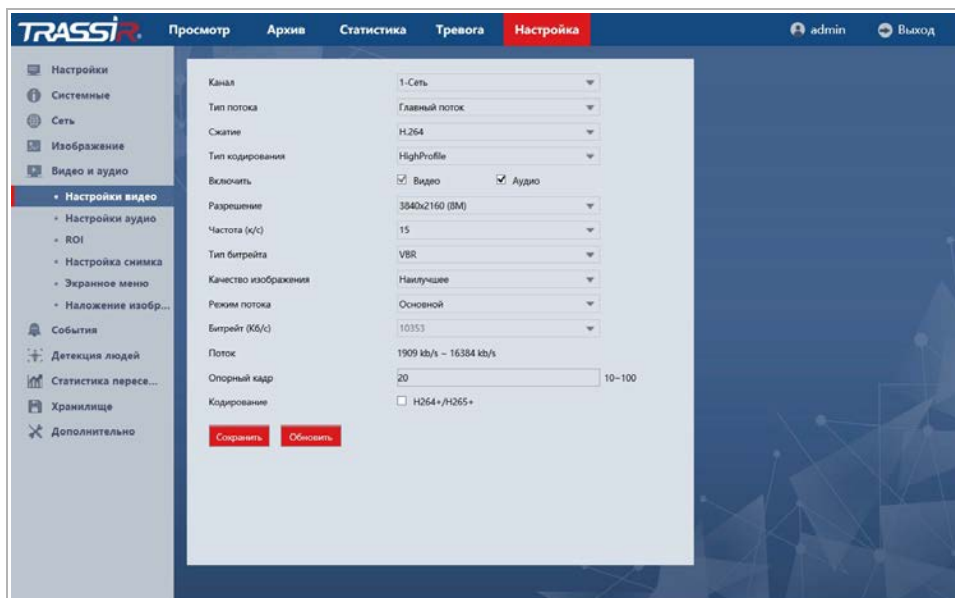 TRASSIR
Просмотр Архив Статистика Тревога Настройка admin Выход
Настройки
Системные
Сеть
Изображение
Видео и аудио
Настройки видео
Настройки аудио
ROI
Настройка снимка
Экранное меню
Наложение изобр...
События
Детекция людей
Статистика пересе...
Хранилище
Дополнительно
Канал 1-Сеть
Тип потока Главный поток
Сжатие H.264
Тип кодирования HighProfile
Включить Видео Аудио
Разрешение 3840x2160 (8M)
Частота (к/с) 15
Тип битрейта VBR
Качество изображения Наилучшее
Режим потока Основной
Битрейт (Кб/с) 10353
Поток 1909 kb/s ~ 16384 kb/s
Опорный кадр 20 10~100
Кодирование H264+/H265+
Сохранить Обновить